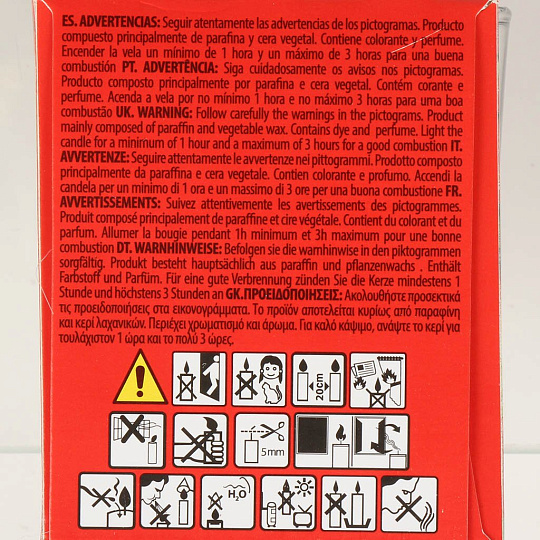 ES. ADVERTENCIAS: Seguir atentamente las advertencias de los pictogramas. Producto
compuesto principalmente de parafina y cera vegetal. Contiene colorante y perfume.
Encender la vela un mínimo de 1 hora y un máximo de 3 horas para una buena
combustión PT. ADVERTÊNCIA: Siga cuidadosamente os avisos nos pictogramas.
Producto composto principalmente por parafina e cera vegetal. Contém corante e
perfume. Acenda a vela por no mínimo 1 hora e no máximo 3 horas para uma boa
combustão UK. WARNING: Follow carefully the warnings in the pictograms. Product
mainly composed of paraffin and vegetable wax. Contains dye and perfume. Light the
candle for a minimum of 1 hour and a maximum of 3 hours for a good combustion IT.
AVVERTENZE: Seguire attentamente le avvertenze nei pittogrammi. Prodotto composto
principalmente da paraffina e cera vegetale. Contien colorante e profumo. Accendi la
candela per un minimo di 1 ora e un massimo di 3 ore per una buona combustione FR.
AVVERTISSEMENTS: Suivez attentivement les avertissements des pictogrammes.
Produit composé principalement de paraffine et cire végétale. Contient du colorant et du
parfum. Allumer la bougie pendant 1h minimum et 3h maximum pour une bonne
combustion DT. WARNHINWEISE: Befolgen sie die warnhinweise in den piktogrammen
sorgfältig. Produkt besteht hauptsächlich aus paraffin und pflanzenwachs . Enthält
Farbstoff und Parfüm. Für eine gute Verbrennung zünden Sie die Kerze mindestens 1
Stunde und höchstens 3 Stunden an GK.ΠΡΟΕΙΔΟΠΟΙΗΣΕΙΣ: Ακολουθήστε προσεκτικά
τις προειδοποιήσεις στα εικονογράμματα. Το προϊόν αποτελείται κυρίως από παραφίνη
και κερί λαχανικών. Περιέχει χρωματισμό και άρωμα. Για καλό κάψιμο, ανάψτε το κερί για
τουλάχιστον 1 ώρα και το πολύ 3 ώρες.
20cm
5mm
H₂O